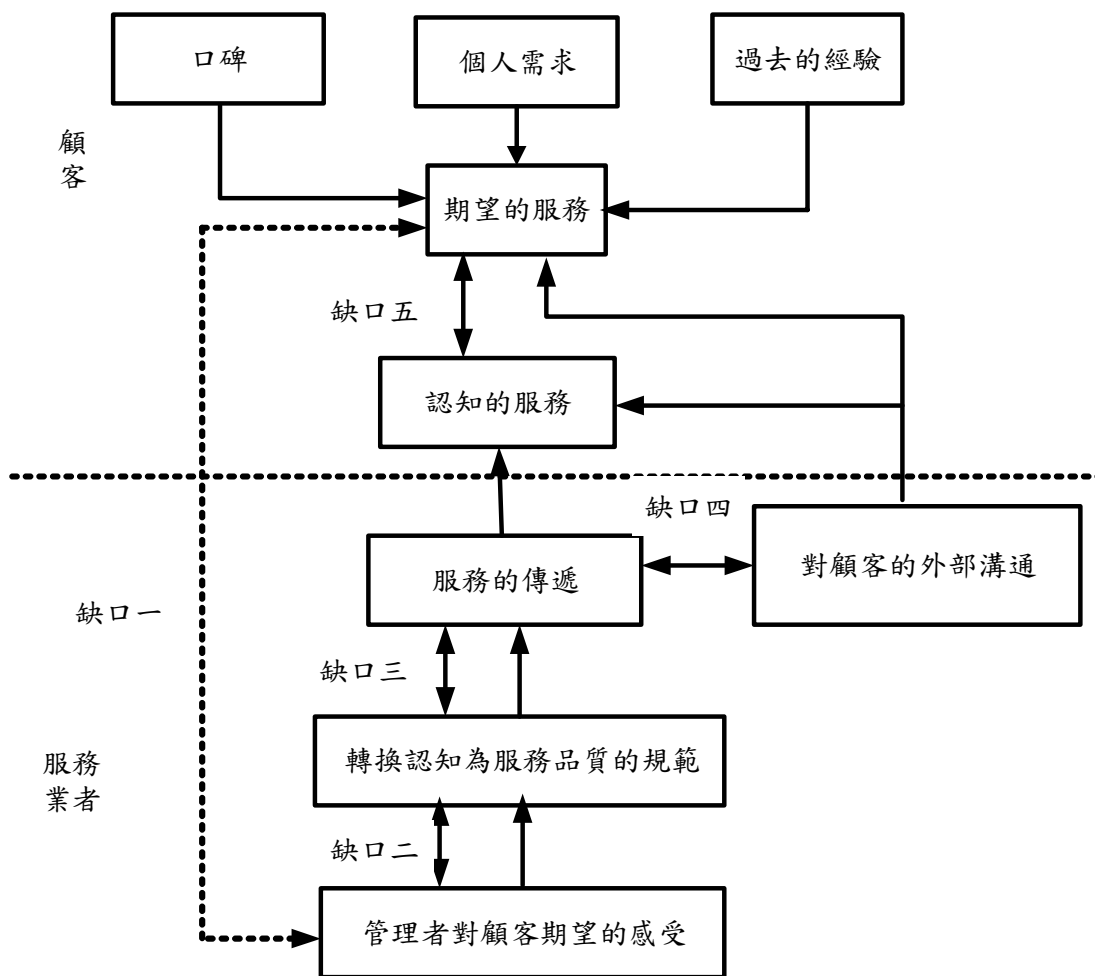 口碑
個人需求
過去的經驗
顧
客
期望的服務
缺口五
認知的服務
缺口四
服務的傳遞
對顧客的外部溝通
缺口一
缺口三
轉換認知為服務品質的規範
服務
業者
缺口二
管理者對顧客期望的感受